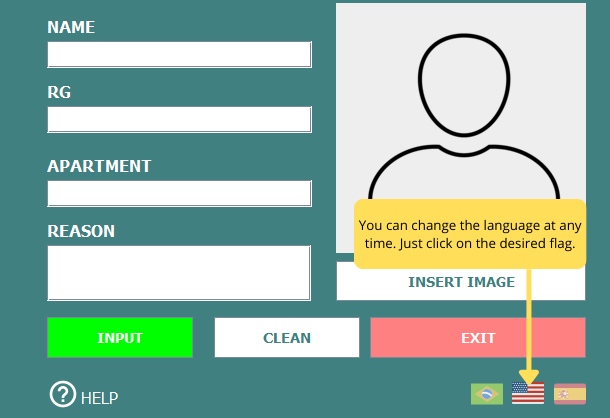 NAME
RG
APARTMENT
REASON
You can change the language at any
time. Just click on the desired flag.
INSERT IMAGE
INPUT
CLEAN
EXIT
? HELP